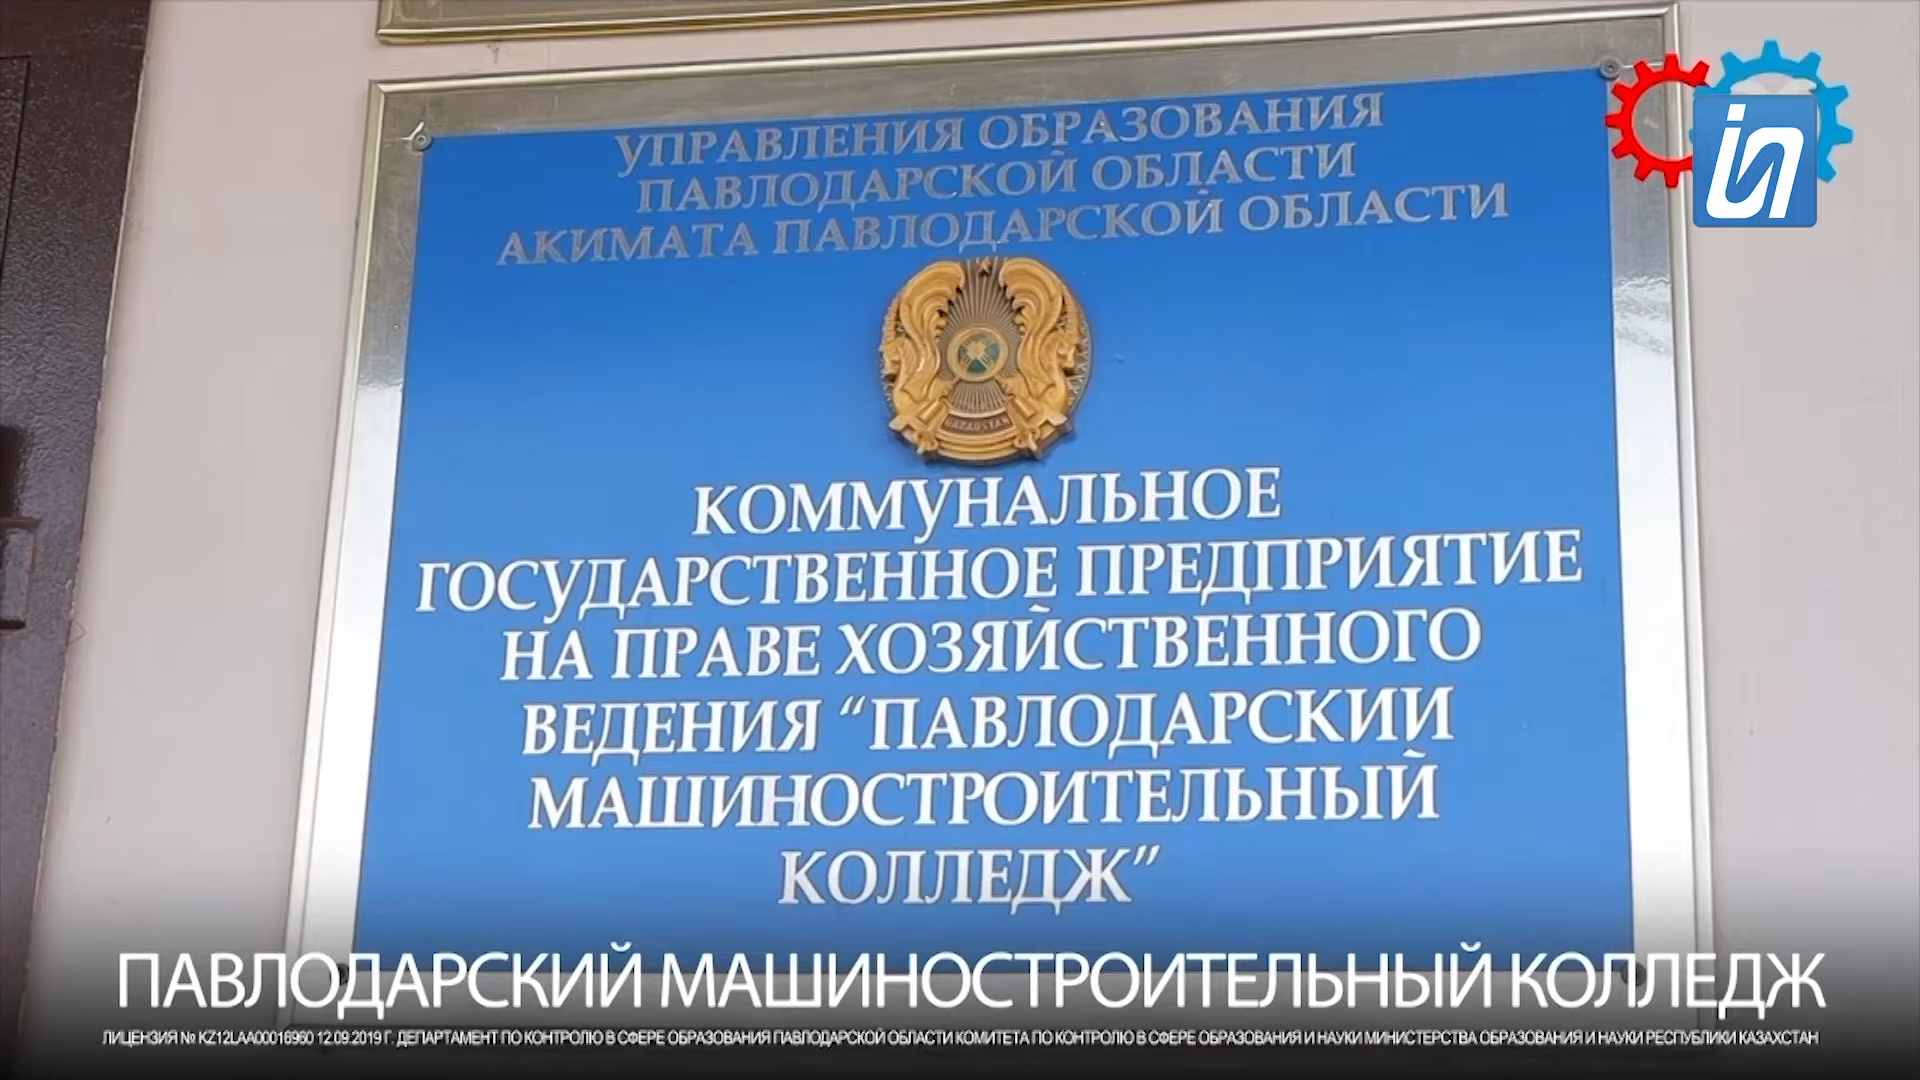 УПРАВЛЕНИЯ ОБРАЗОВАНИЯ
ПАВЛОДАРСКОЙ ОБЛАСТИ
АКИМАТА ПАВЛОДАРСКОЙ ОБЛАСТИ
QAZAQSTAN
КОММУНАЛЬНОЕ
ГОСУДАРСТВЕННОЕ ПРЕДПРИЯТИЕ
НА ПРАВЕ ХОЗЯЙСТВЕННОГО
ВЕДЕНИЯ “ПАВЛОДАРСКИЙ
МАШИНОСТРОИТЕЛЬНЫЙ
КОЛЛЕДЖ”
ПАВЛОДАРСКИЙ МАШИНОСТРОИТЕЛЬНЫЙ КОЛЛЕДЖ
ЛИЦЕНЗИЯ № KZ12LAA00016960 12.09.2019 Г. ДЕПАРТАМЕНТ ПО КОНТРОЛЮ В СФЕРЕ ОБРАЗОВАНИЯ ПАВЛОДАРСКОЙ ОБЛАСТИ КОМИТЕТА ПО КОНТРОЛЮ В СФЕРЕ ОБРАЗОВАНИЯ И НАУКИ МИНИСТЕРСТВА ОБРАЗОВАНИЯ И НАУКИ РЕСПУБЛИКИ КАЗАХСТАН